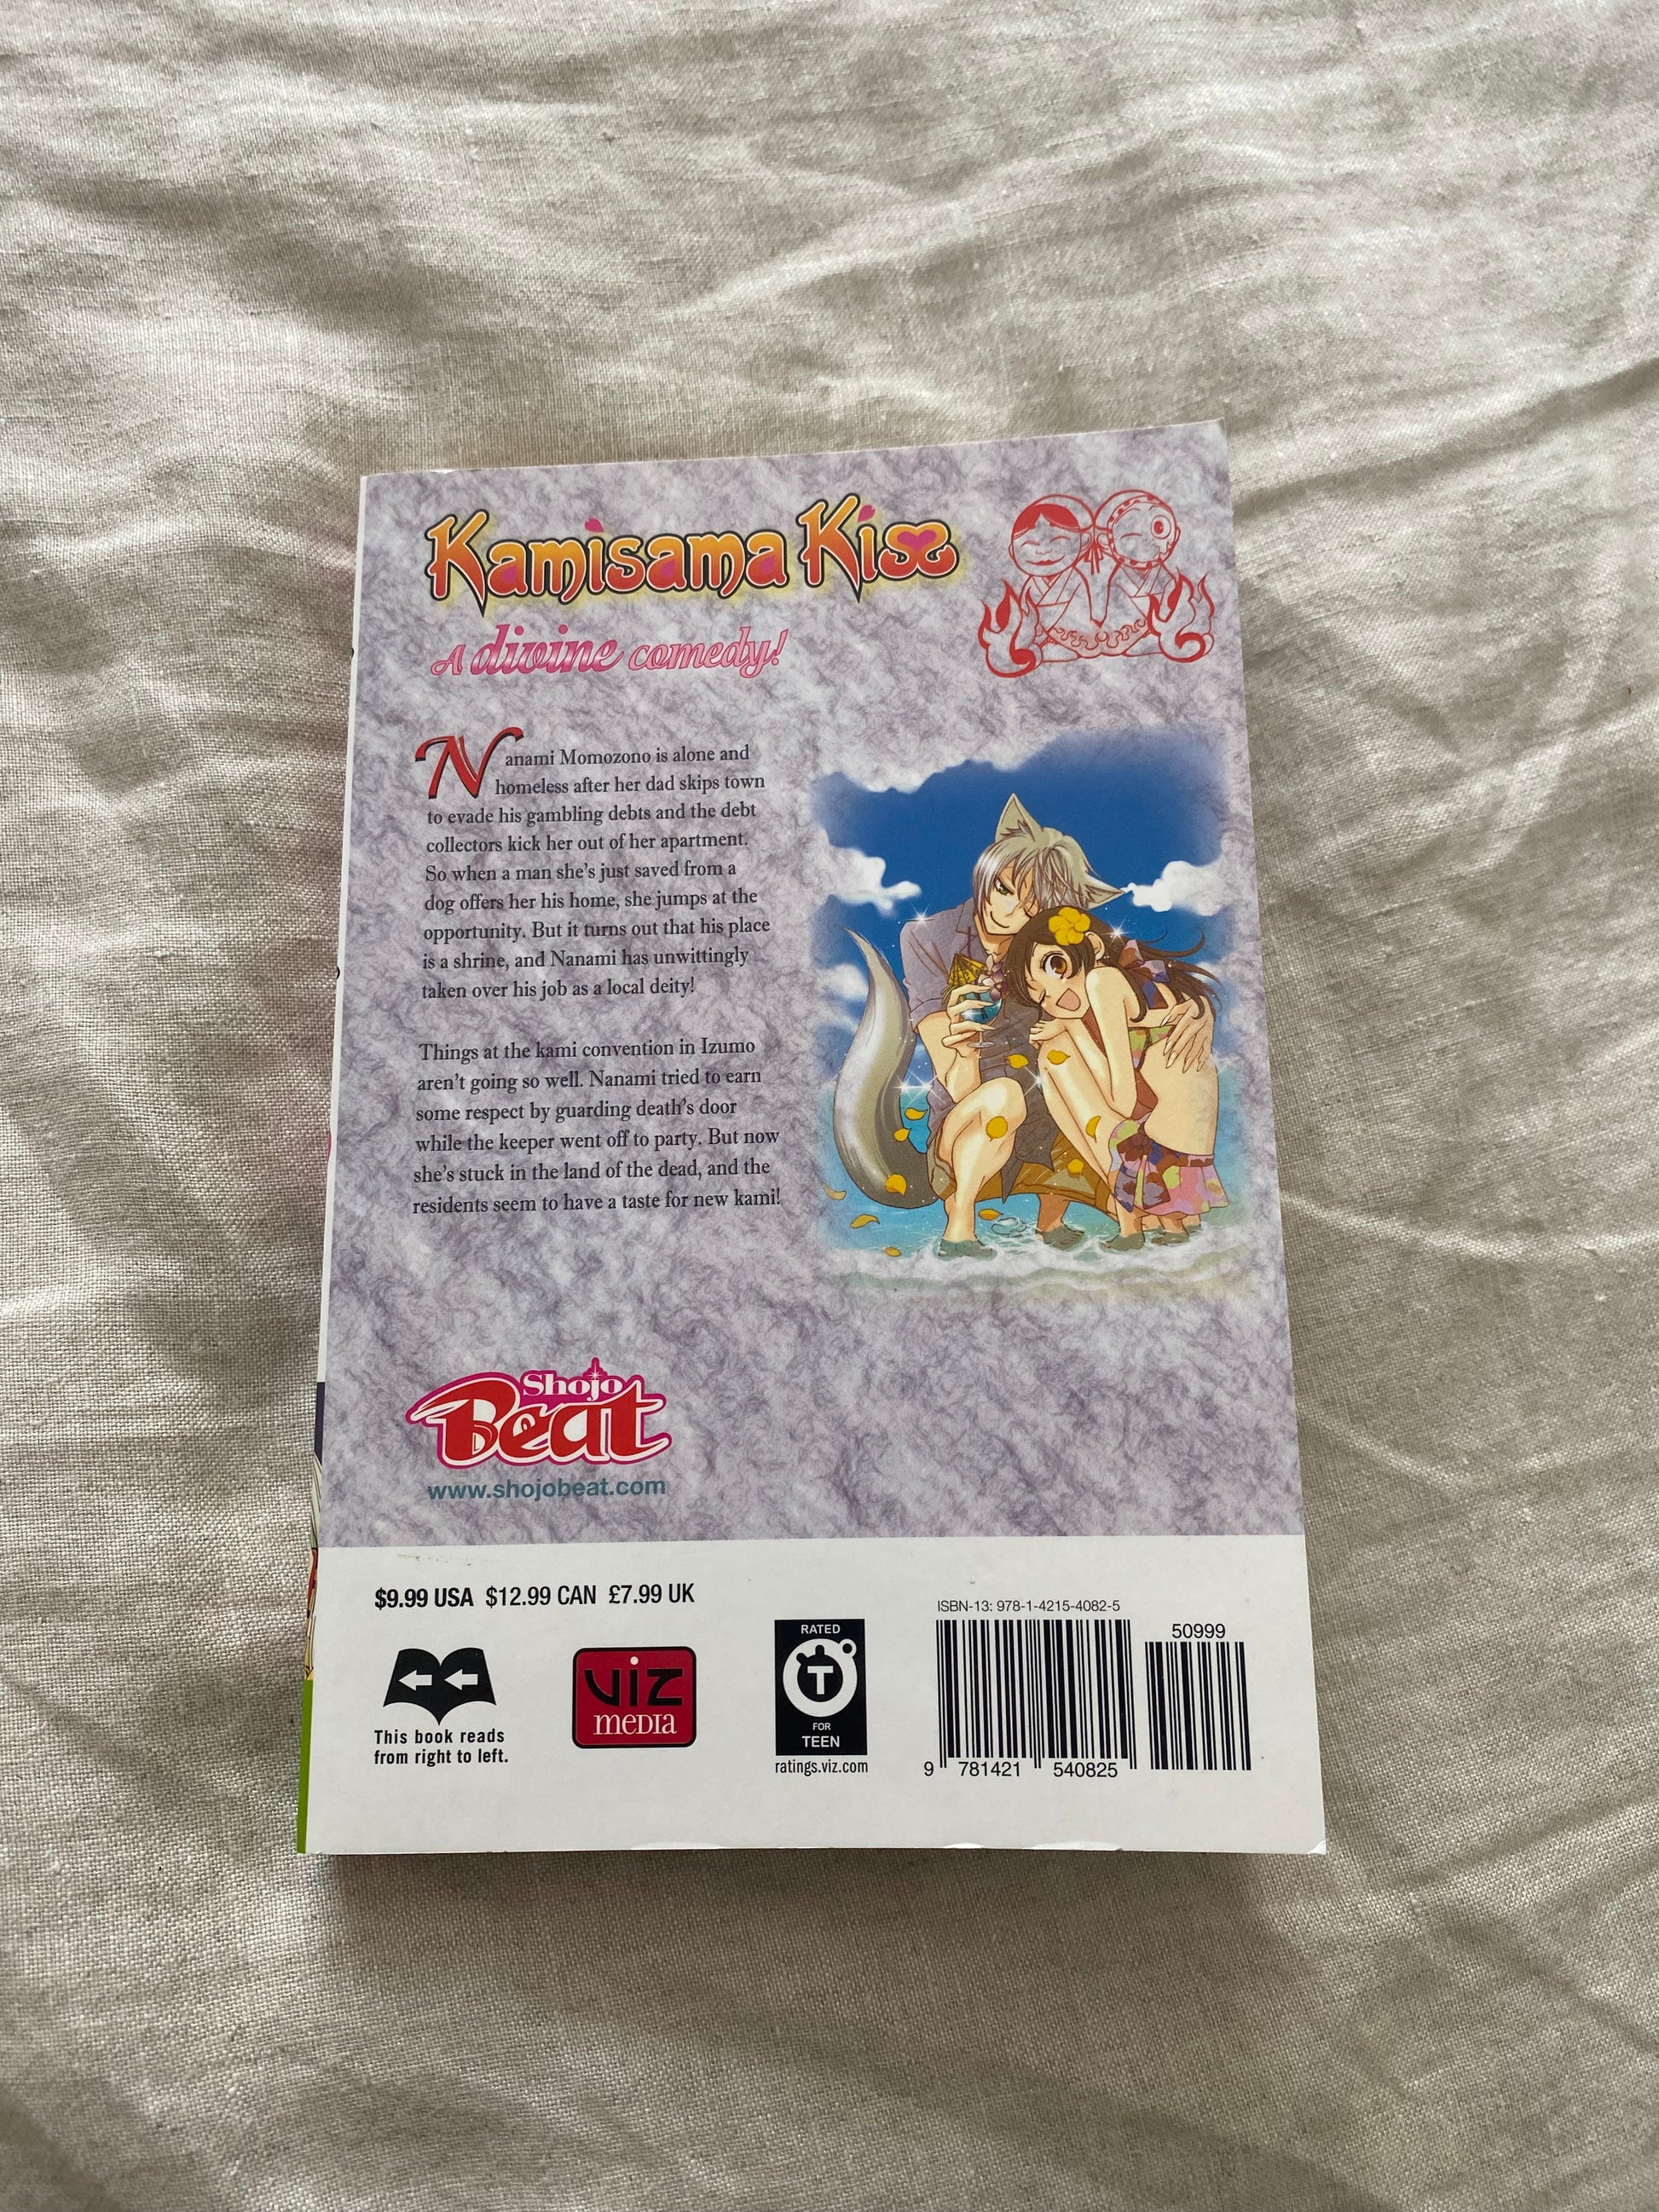 Kamisama Kiss
A divine comedy!
Nanami Momozono is alone and
homeless after her dad skips town
to evade his gambling debts and the debt
collectors kick her out of her apartment.
So when a man she's just saved from a
dog offers her his home, she jumps at the
opportunity. But it turns out that his place
is a shrine, and Nanami has unwittingly
taken over his job as a local deity!
Things at the kami convention in Izumo
aren't going so well. Nanami tried to earn
some respect by guarding death's door
while the keeper went off to party. But now
she's stuck in the land of the dead, and the
residents seem to have a taste for new kami!
Shojo
Beat
www.shojobeat.com
$9.99 USA $12.99 CAN £7.99 UK
This book reads
from right to left.
VIZ
MEDIA
RATED
T
FOR
TEEN
ratings.viz.com
ISBN-13: 978-1-4215-4082-5
50999
9 781421 540825